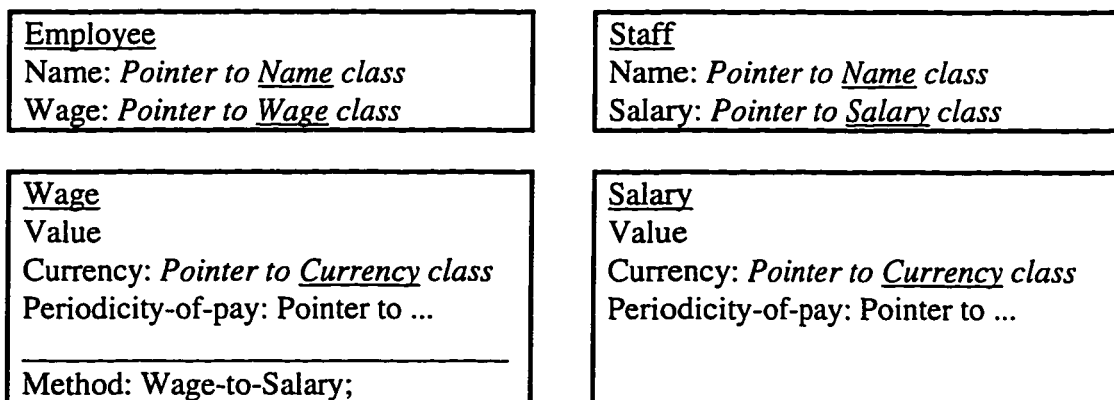 Employee
Name: Pointer to Name class
Wage: Pointer to Wage class
Staff
Name: Pointer to Name class
Salary: Pointer to Salary class
Wage
Value
Currency: Pointer to Currency class
Periodicity-of-pay: Pointer to ...
Method: Wage-to-Salary;
Salary
Value
Currency: Pointer to Currency class
Periodicity-of-pay: Pointer to ...